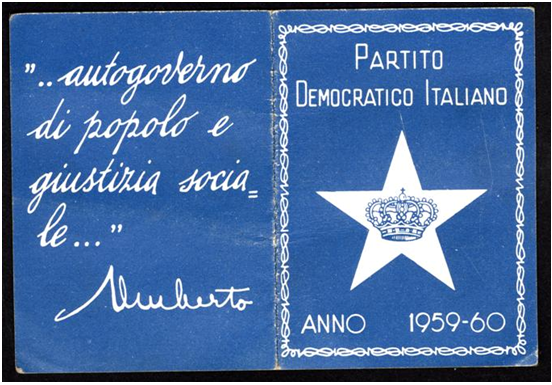 "..autogoverno
di popolo e
giustizia socia=
le..."
Umberto
PARTITO
DEMOCRATICO ITALIANO
ANNO 1959-60